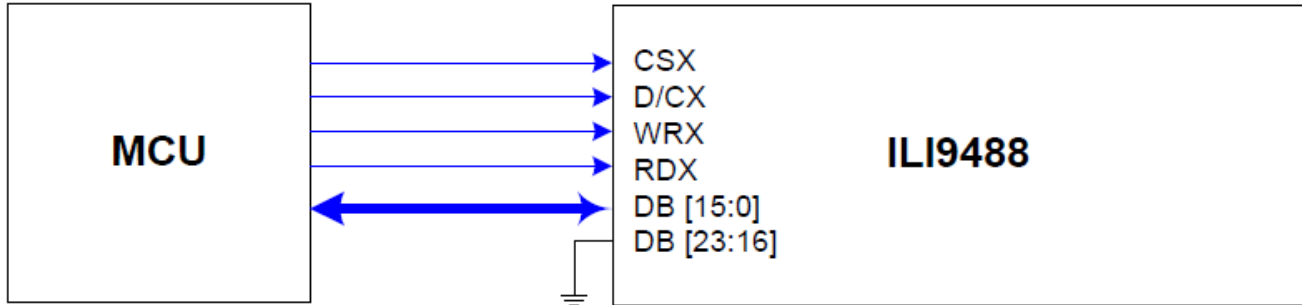 MCU
CSX
D/CX
WRX
RDX
DB [15:0]
DB [23:16]
ILI9488